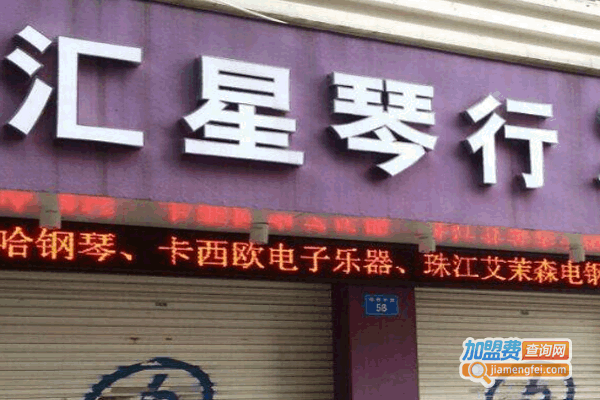 汇星琴行
哈钢琴、卡西欧电子乐器、珠江艾茉森电钢
58
加盟费查询网
jiamengfei.com